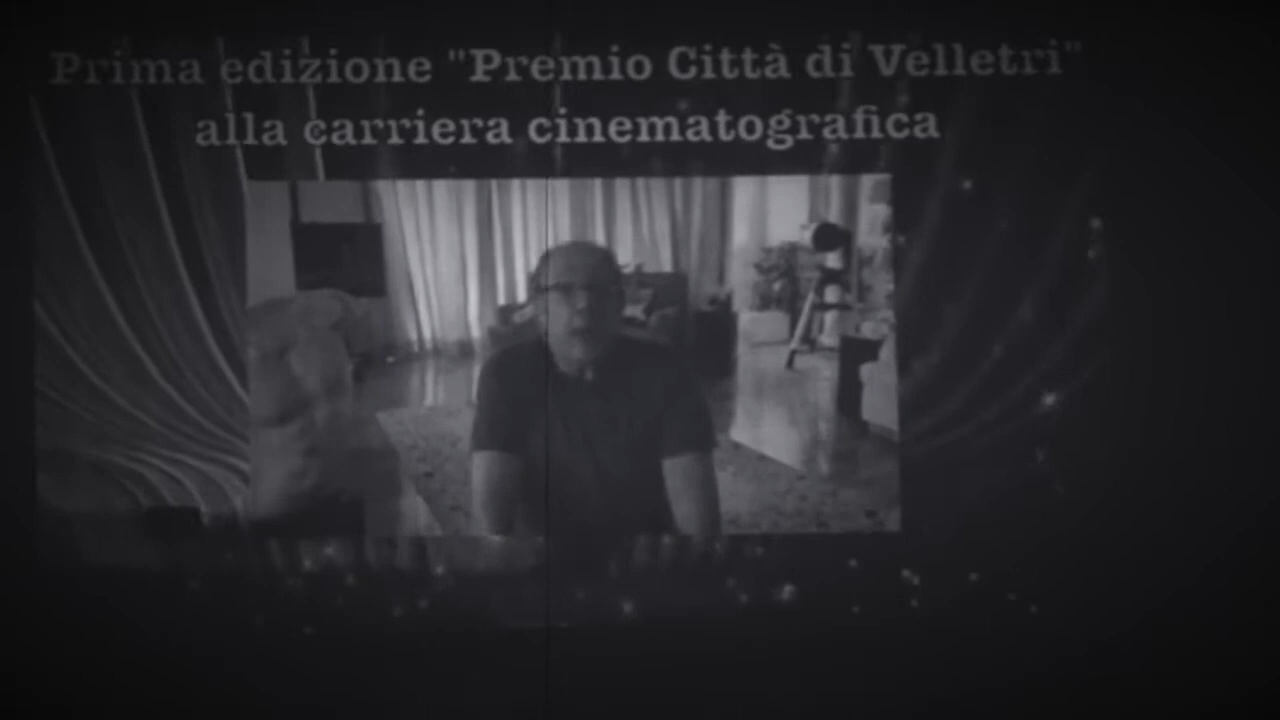 Prima edizione "Premio Città di Velletri"
alla carriera cinematografica